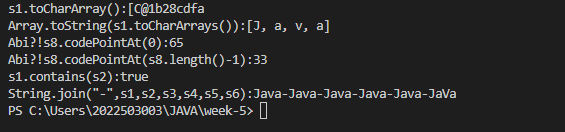 s1.toCharArray():[C@1b28cdfa
Array.toString(s1.toCharArrays()):[J, a, v, a]
Abi?!s8.codePointAt(0):65
Abi?!s8.codePointAt(s8.length()-1):33
s1.contains(s2):true
String.join("-",s1,s2,s3,s4,s5,s6):Java-Java-Java-Java-Java-JaVa
PS C:\Users\2022503003\JAVA\week-5>